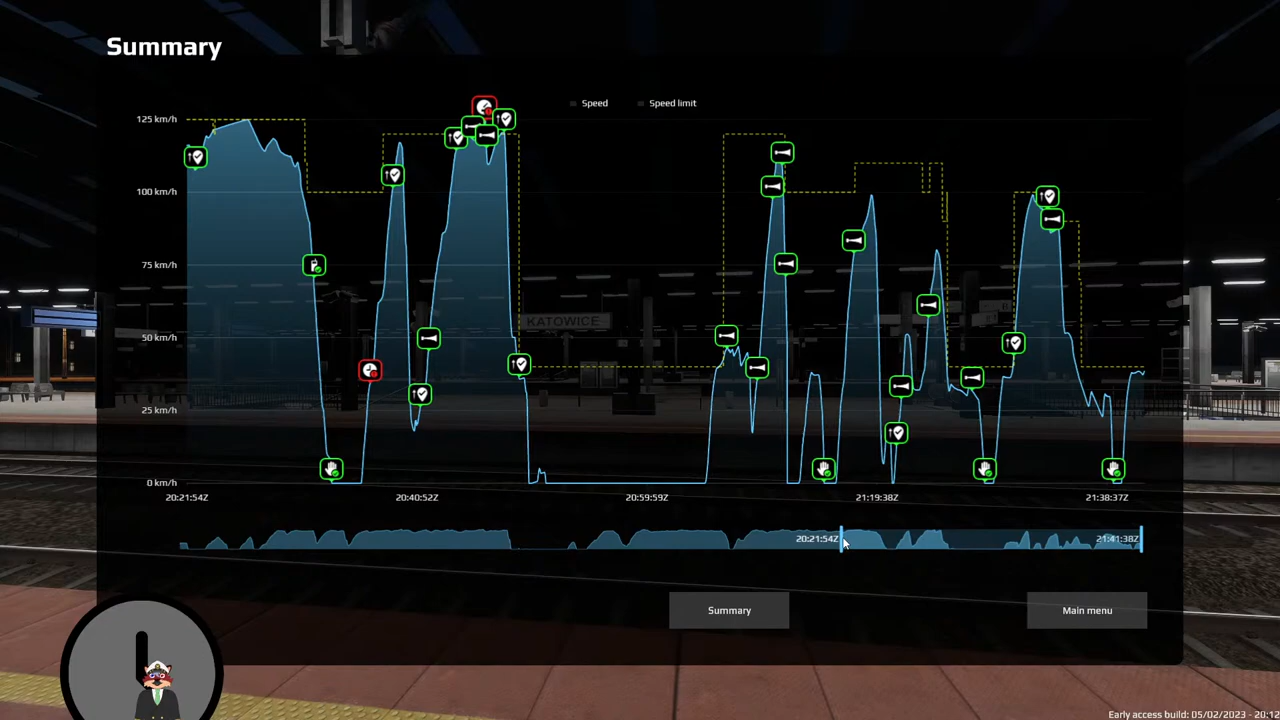 Summary
Speed
Speed limit
125 km/h
100 km/h
75 km/h
50 km/h
25 km/h
0 km/h
KATOWICE
20:21:54Z
20:40:52Z
20:59:59Z
21:19:38Z
21:38:37Z
20:21:54Z
21:41:38Z
Summary
Main menu
Early access build: 05/02/2023 - 20:12